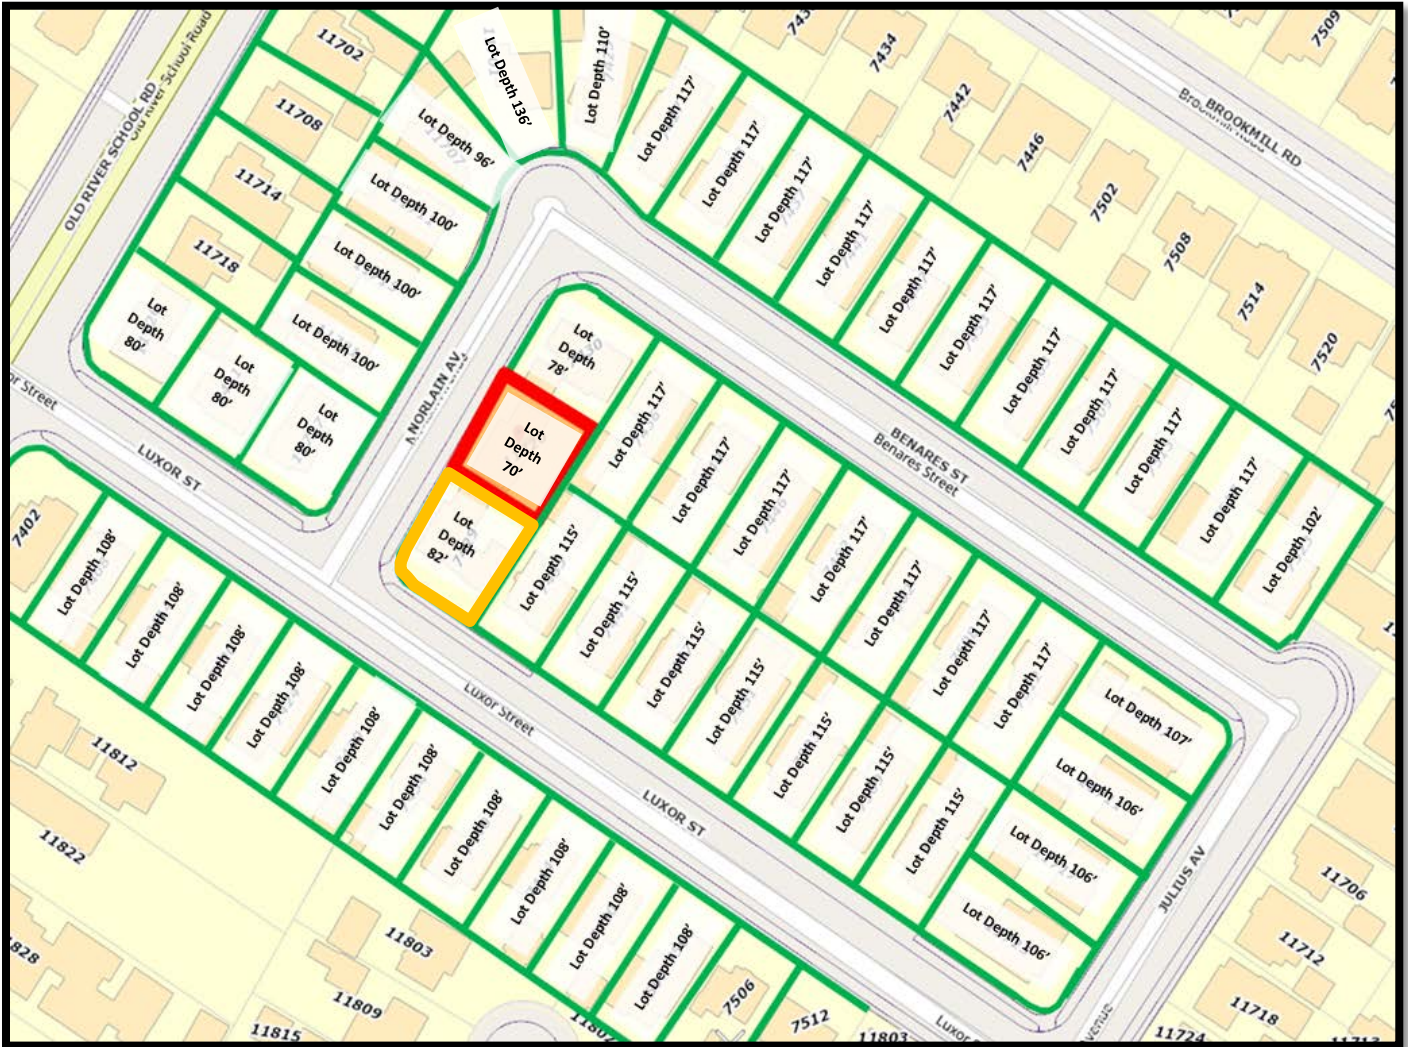 11702
11708
11714
11718
OLD RIVER SCHOOL RD
Old River School Road
Lot Depth 136'
Lot Depth 110'
Lot Depth 96'
Lot Depth 100'
Lot Depth 100'
Lot Depth 100'
Lot
Depth
80'
Lot
Depth
80'
Lot
Depth
80'
Lot Depth 117'
Lot Depth 117'
Lot Depth 117'
Lot Depth 117'
Lot Depth 117'
Lot Depth 117'
Lot Depth 117'
Lot Depth 117'
Lot Depth 117'
Lot Depth 117'
Lot Depth 102'
7434
7442
7446
7502
7508
7514
7520
7509
BROOKMILL RD
NORLAIN AV
BENARES ST
Benares Street
Lot
Depth
78'
Lot
Depth
70'
Lot
Depth
82'
Lot Depth 117'
Lot Depth 117'
Lot Depth 117'
Lot Depth 117'
Lot Depth 117'
Lot Depth 117'
Lot Depth 117'
Lot Depth 115'
Lot Depth 115'
Lot Depth 115'
Lot Depth 115'
Lot Depth 115'
Lot Depth 115'
Lot Depth 115'
Lot Depth 107'
Lot Depth 106'
Lot Depth 106'
Lot Depth 106'
JULIUS AV
LUXOR ST
Luxor Street
LUXOR ST
7402
Lot Depth 108'
Lot Depth 108'
Lot Depth 108'
Lot Depth 108'
Lot Depth 108'
Lot Depth 108'
Lot Depth 108'
Lot Depth 108'
Lot Depth 108'
Lot Depth 108'
7506
7512
11812
11822
11803
11809
11815
11803
11706
11712
11718
11724